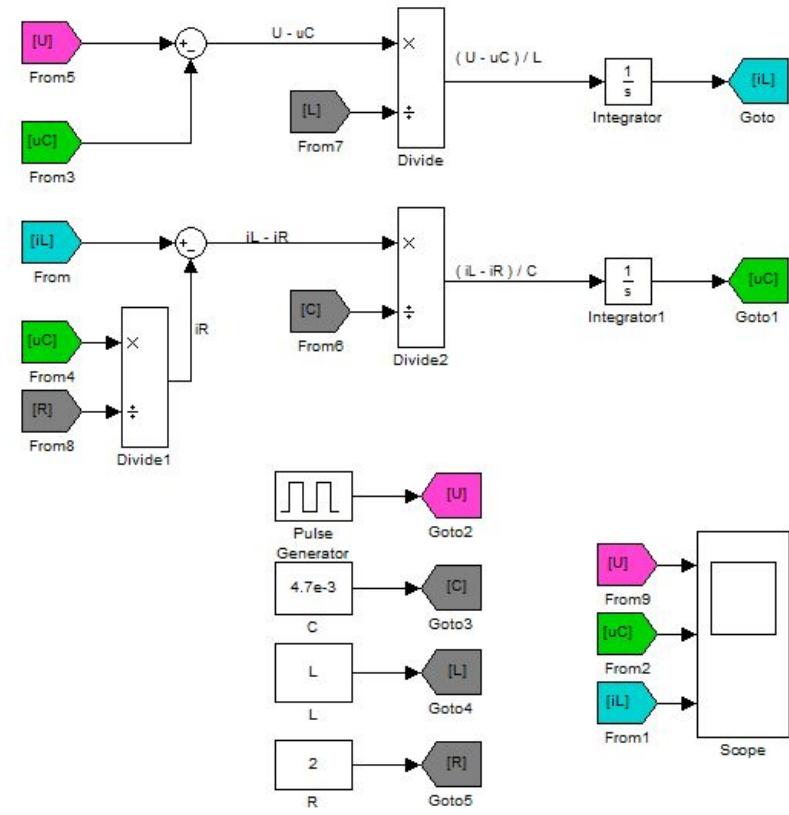 [U]
From5
+
-
U - uC
×
÷
( U - uC ) / L
1
s
Integrator
[iL]
Goto
[uC]
From3
[L]
From7
Divide
[iL]
From
+
-
iL - iR
×
÷
( iL - iR ) / C
1
s
Integrator1
[uC]
Goto1
[C]
From6
Divide2
[uC]
From4
×
÷
iR
[R]
From8
Divide1
Pulse
Generator
[U]
Goto2
4.7e-3
C
[C]
Goto3
L
L
[L]
Goto4
2
R
[R]
Goto5
[U]
From9
[uC]
From2
[iL]
From1
Scope